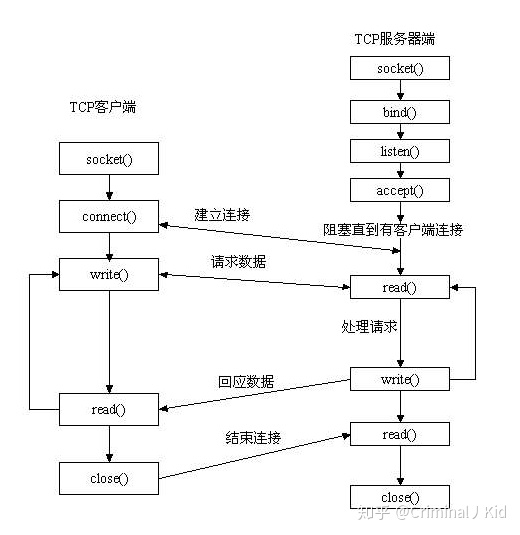 TCP服务器端
socket()
TCP客户端
bind()
listen()
socket()
accept()
connect()
建立连接
阻塞直到有客户端连接
请求数据
write()
read()
处理请求
回应数据
write()
read()
结束连接
read()
close()
close()
知乎 @Criminal丿Kid